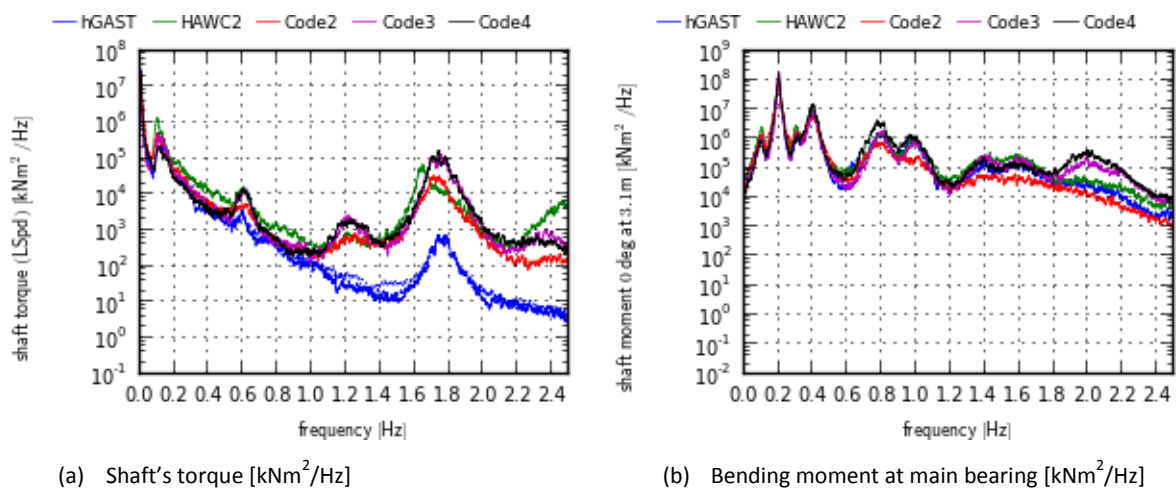 hGAST HAWC2 Code2 Code3 Code4
10^8
10^7
10^6
10^5
10^4
10^3
10^2
10^1
10^0
10^-1
shaft torque (LSpd) [kNm^2 /Hz]
0.0 0.2 0.4 0.6 0.8 1.0 1.2 1.4 1.6 1.8 2.0 2.2 2.4
frequency [Hz]
(a) Shaft's torque [kNm^2/Hz]
hGAST HAWC2 Code2 Code3 Code4
10^9
10^8
10^7
10^6
10^5
10^4
10^3
10^2
10^1
10^0
10^-1
10^-2
shaft moment 0 deg at 3.1m [kNm^2 /Hz]
0.0 0.2 0.4 0.6 0.8 1.0 1.2 1.4 1.6 1.8 2.0 2.2 2.4
frequency [Hz]
(b) Bending moment at main bearing [kNm^2/Hz]